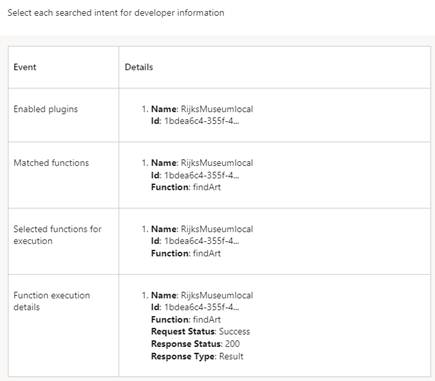 Select each searched intent for developer information
Event Details
Enabled plugins 1. Name: RijksMuseumlocal
Id: 1bdea6c4-355f-4...
Matched functions 1. Name: RijksMuseumlocal
Id: 1bdea6c4-355f-4...
Function: findArt
Selected functions for 1. Name: RijksMuseumlocal
execution Id: 1bdea6c4-355f-4...
Function: findArt
Function execution 1. Name: RijksMuseumlocal
details Id: 1bdea6c4-355f-4...
Function: findArt
Request Status: Success
Response Status: 200
Response Type: Result